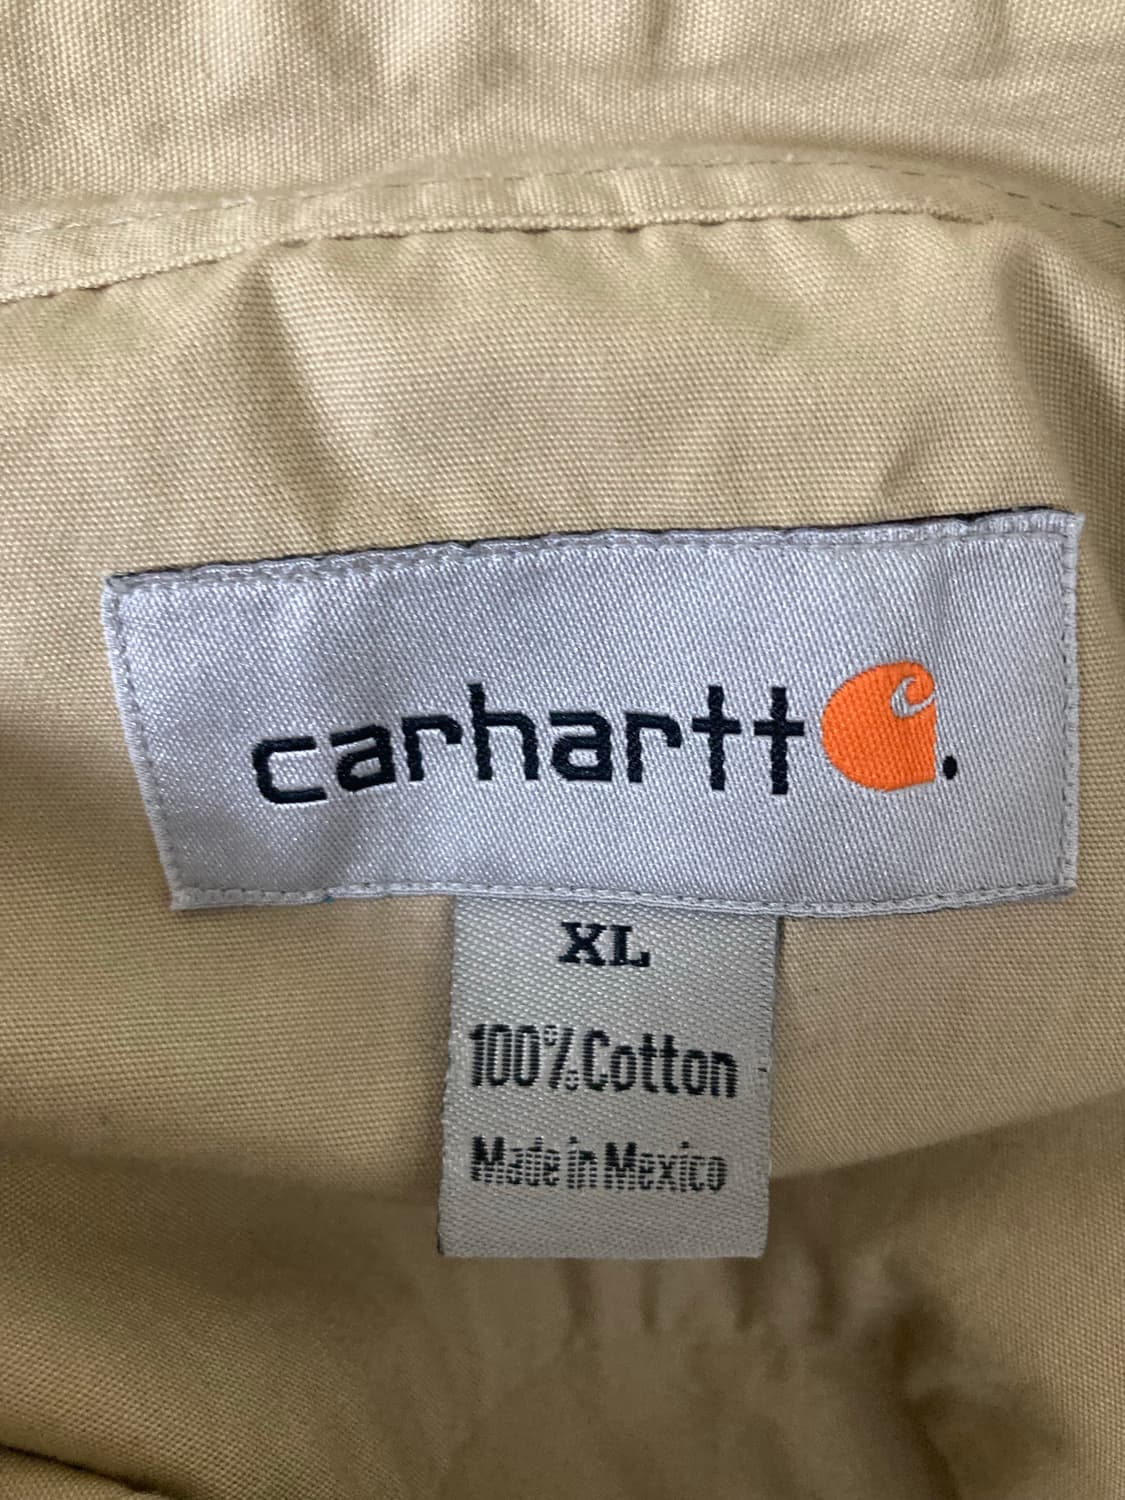 carhartt.
XL
100% Cotton
Made in Mexico